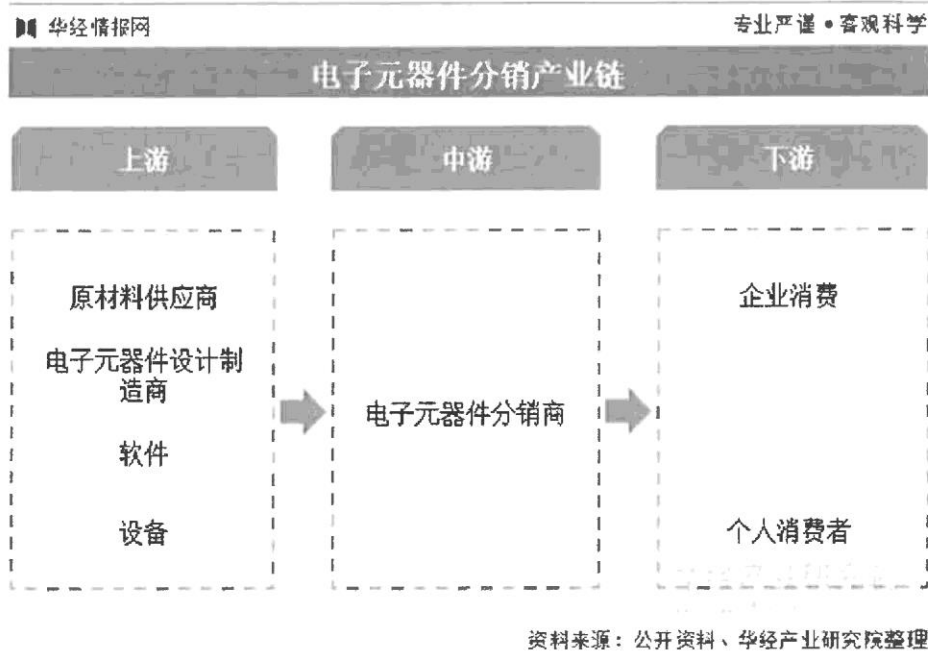 华经情报网
专业严谨•客观科学
电子元器件分销产业链
上游
中游
下游
原材料供应商
电子元器件设计制
造商
软件
设备
电子元器件分销商
企业消费
个人消费者
资料来源：公开资料、华经产业研究院整理